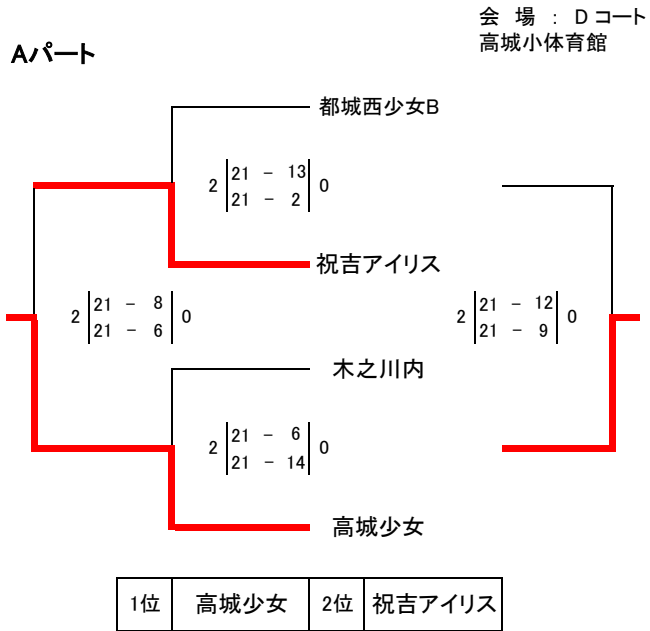 会 場 : Dコート
高城小体育館
Aパート
都城西少女B
2 21 - 13 0
21 - 2
祝吉アイリス
2 21 - 8 0
21 - 6
2 21 - 12 0
21 - 9
木之川内
2 21 - 6 0
21 - 14
高城少女
1位 高城少女 2位 祝吉アイリス